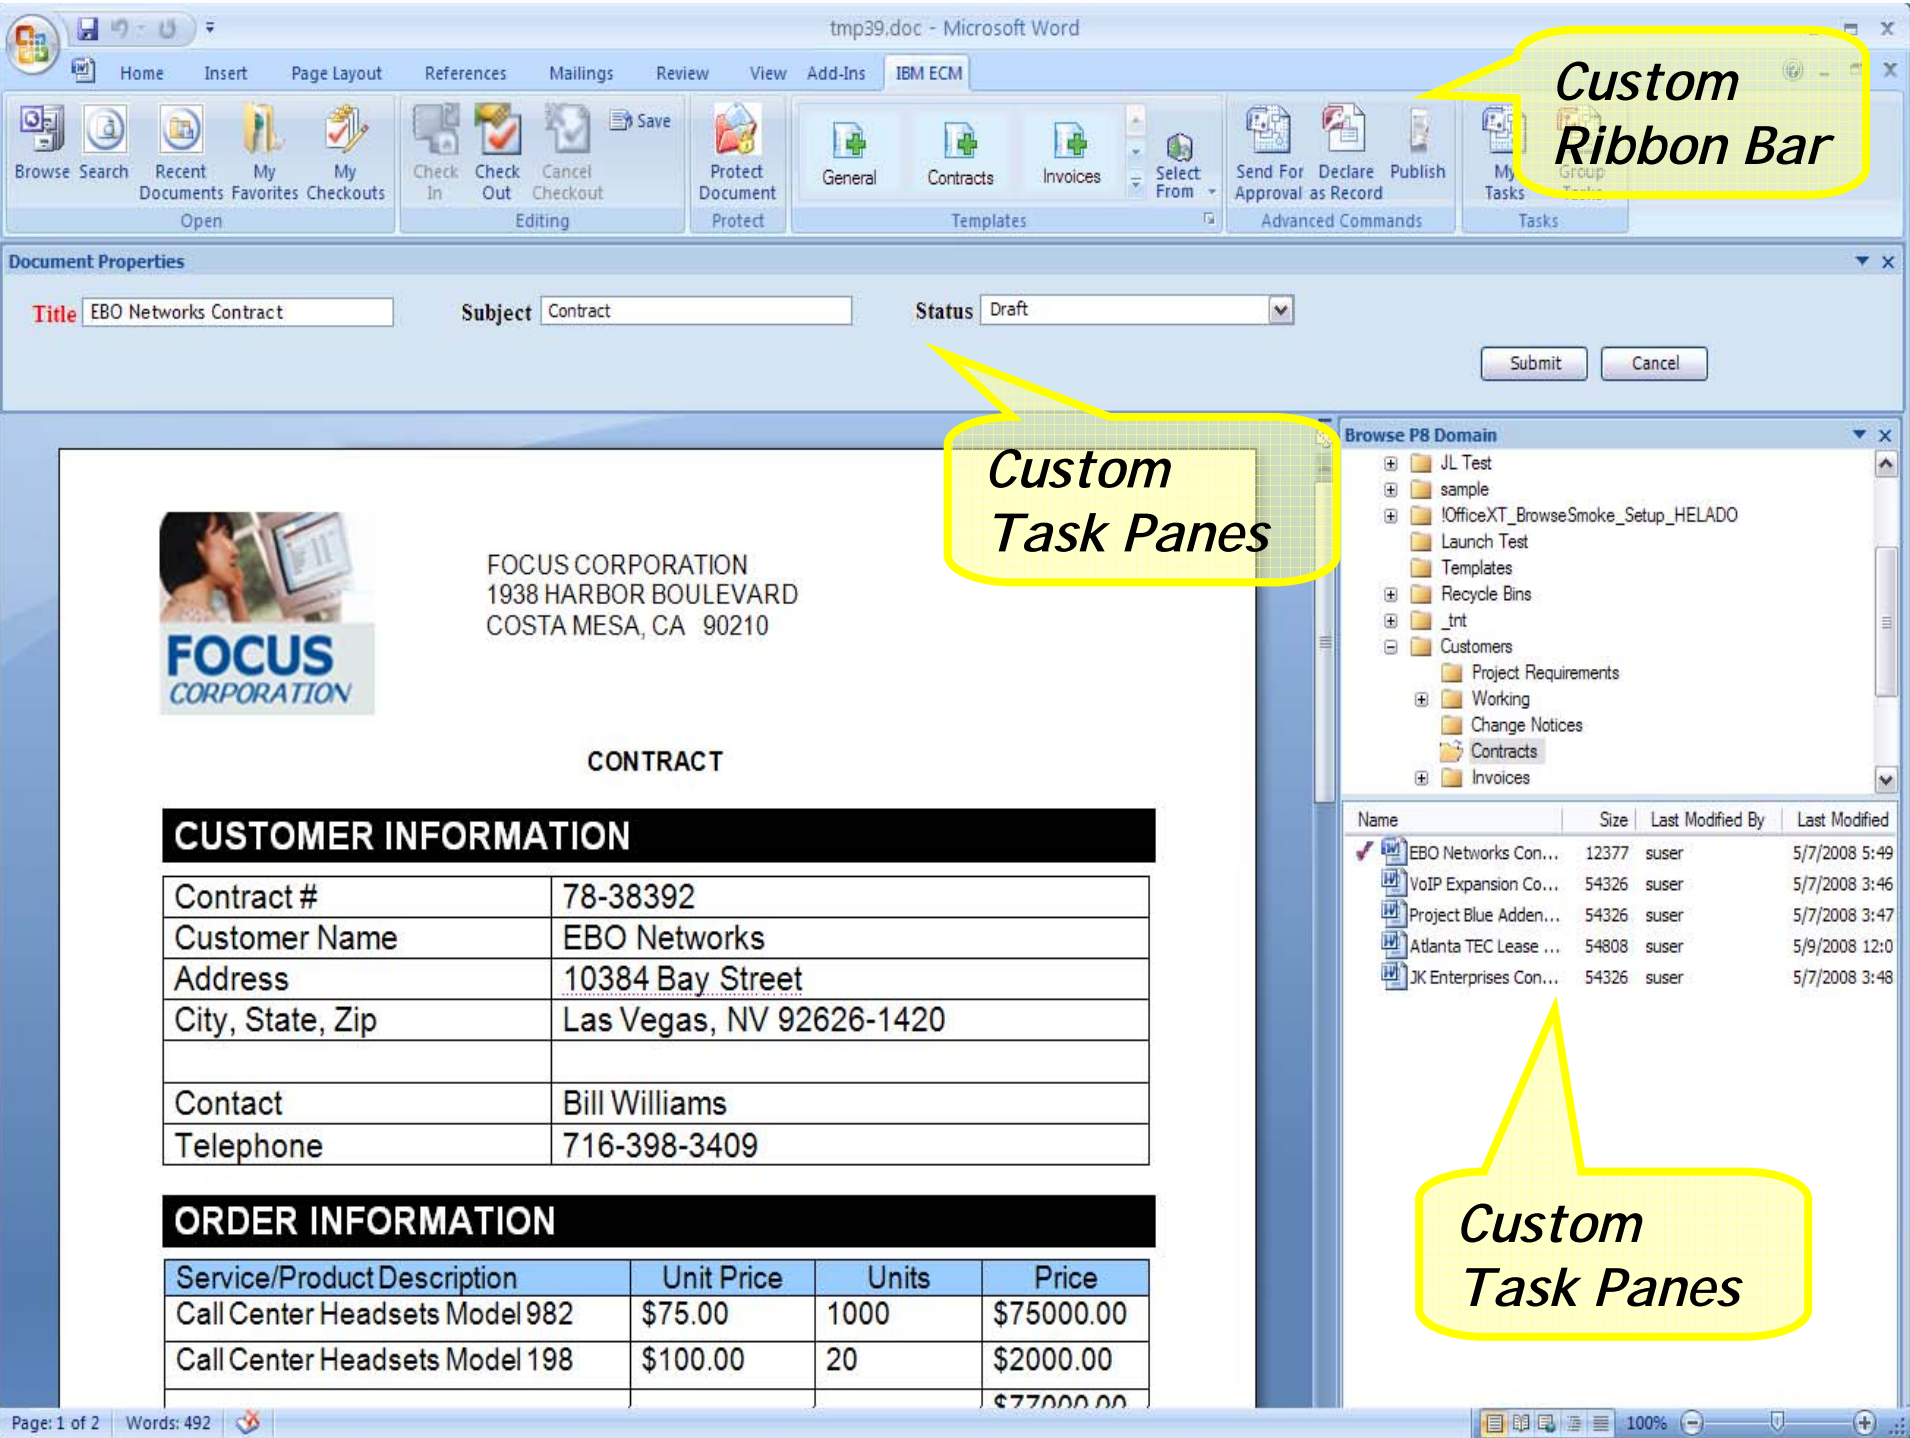 tmp39.doc - Microsoft Word
Home Insert Page Layout References Mailings Review View Add-Ins IBM ECM
Custom
Ribbon Bar
Browse Search Recent Documents My Favorites My Checkouts
Open
Check In Check Out Cancel Checkout Save
Editing
Protect Document
Protect
General Contracts Invoices Select From
Templates
Send For Approval Declare as Record Publish
Advanced Commands
My Tasks Group Tasks
Tasks
Document Properties
Title EBO Networks Contract Subject Contract Status Draft
Submit Cancel
Custom
Task Panes
FOCUS
CORPORATION
FOCUS CORPORATION
1938 HARBOR BOULEVARD
COSTA MESA, CA 90210
CONTRACT
CUSTOMER INFORMATION
Contract # 78-38392
Customer Name EBO Networks
Address 10384 Bay Street
City, State, Zip Las Vegas, NV 92626-1420
Contact Bill Williams
Telephone 716-398-3409
ORDER INFORMATION
Service/Product Description Unit Price Units Price
Call Center Headsets Model 982 $75.00 1000 $75000.00
Call Center Headsets Model 198 $100.00 20 $2000.00
$77000.00
Browse P8 Domain
JL Test
sample
!OfficeXT_BrowseSmoke_Setup_HELADO
Launch Test
Templates
Recycle Bins
_tnt
Customers
Project Requirements
Working
Change Notices
Contracts
Invoices
Name Size Last Modified By Last Modified
EBO Networks Con... 12377 suser 5/7/2008 5:49
VoIP Expansion Co... 54326 suser 5/7/2008 3:46
Project Blue Adden... 54326 suser 5/7/2008 3:47
Atlanta TEC Lease ... 54808 suser 5/9/2008 12:0
JK Enterprises Con... 54326 suser 5/7/2008 3:48
Custom
Task Panes
Page: 1 of 2 Words: 492 100%